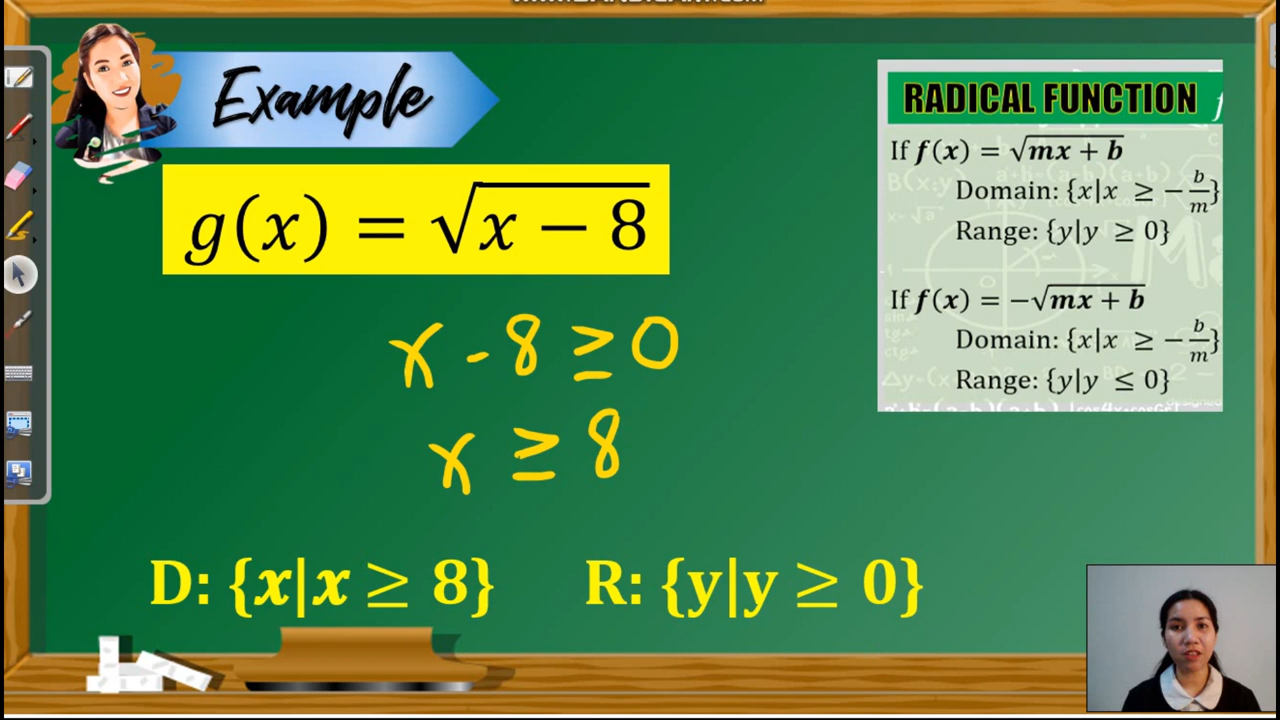 Example
g(x) = √(x − 8)
x - 8 ≥ 0
x ≥ 8
D: {x|x ≥ 8}
R: {y|y ≥ 0}
RADICAL FUNCTION
If f(x) = √(mx + b)
Domain: {x|x ≥ −b/m}
Range: {y|y ≥ 0}
If f(x) = −√(mx + b)
Domain: {x|x ≥ −b/m}
Range: {y|y ≤ 0}